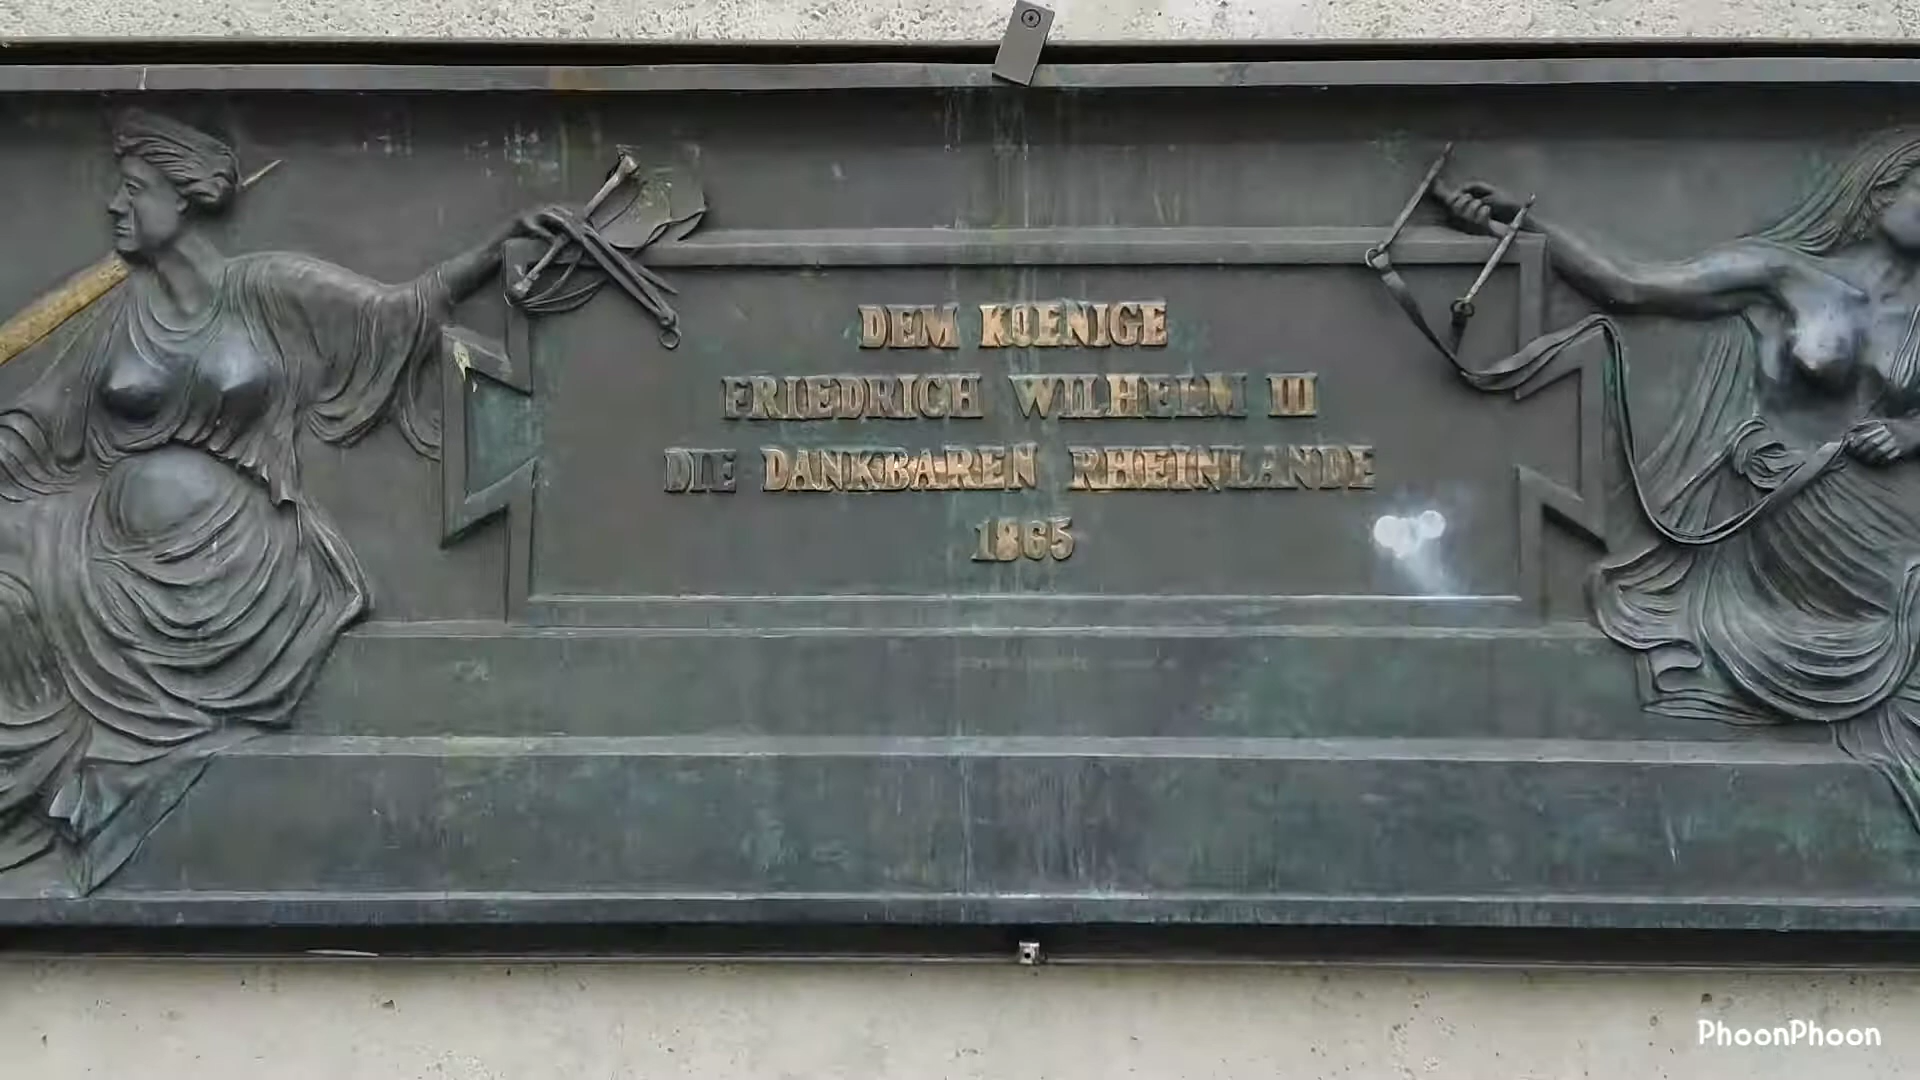 DEM KOENIGE
FRIEDRICH WILHELM III
DIE DANKBAREN RHEINLANDE
1865
PhoonPhoon